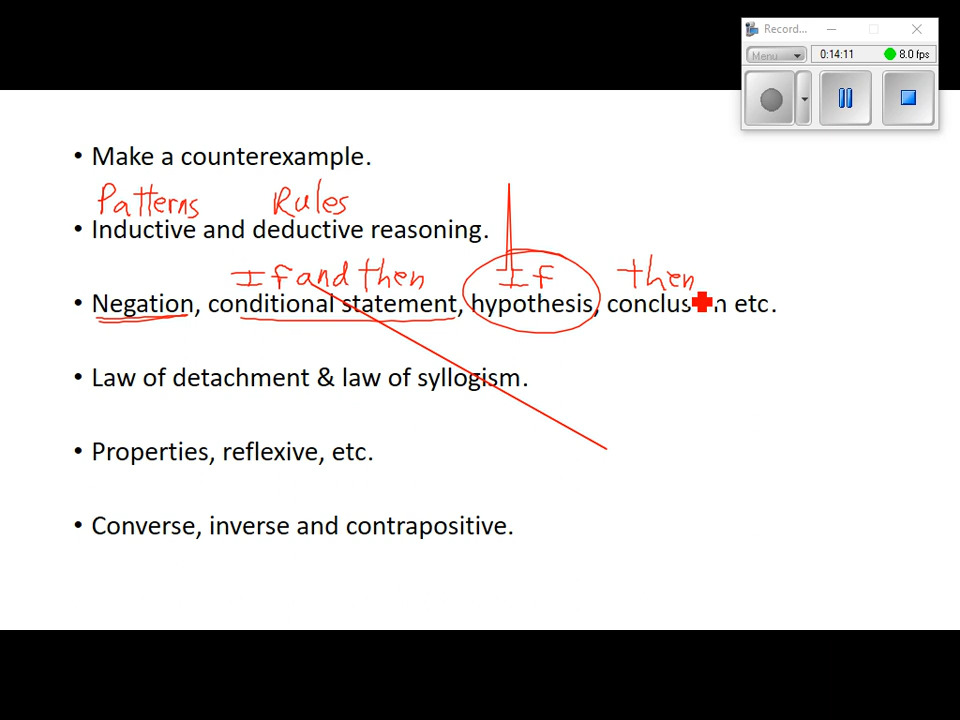 Record...
Menu
0:14:11
8.0 fps
• Make a counterexample.
Patterns Rules
• Inductive and deductive reasoning.
If and then If then
• Negation, conditional statement, hypothesis, conclus n etc.
• Law of detachment & law of syllogism.
• Properties, reflexive, etc.
• Converse, inverse and contrapositive.